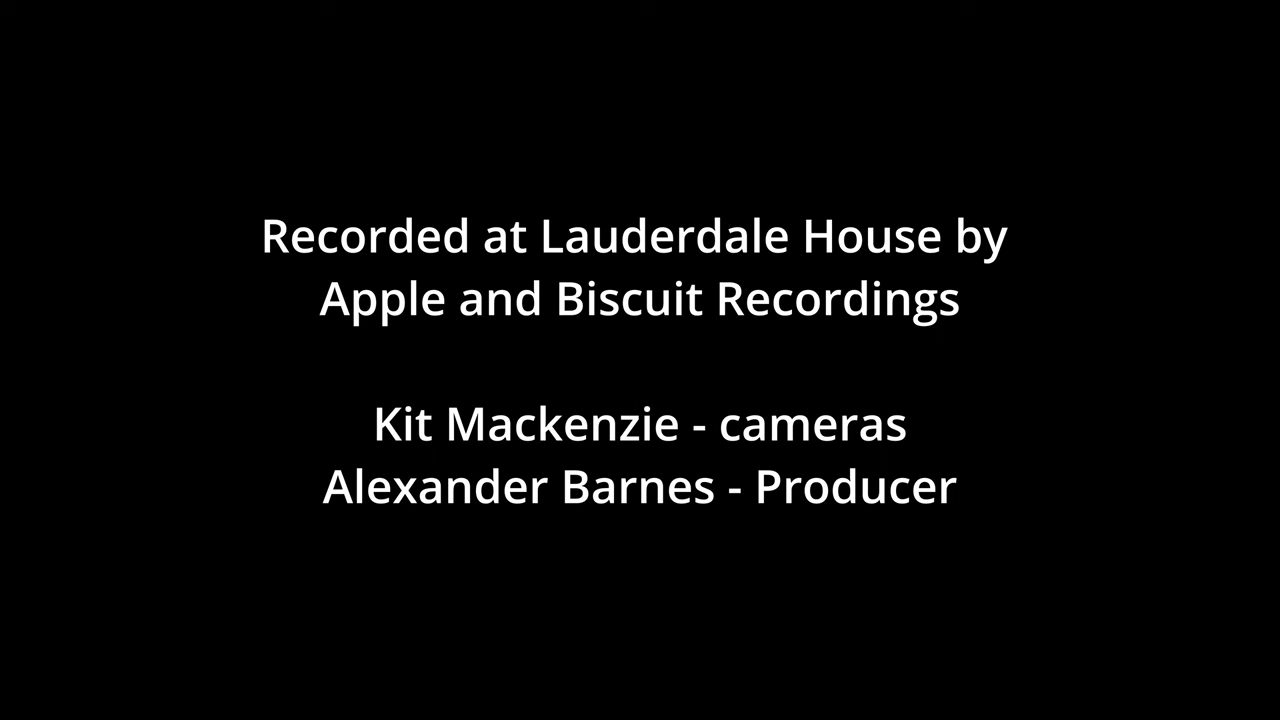 Recorded at Lauderdale House by
Apple and Biscuit Recordings
Kit Mackenzie - cameras
Alexander Barnes - Producer